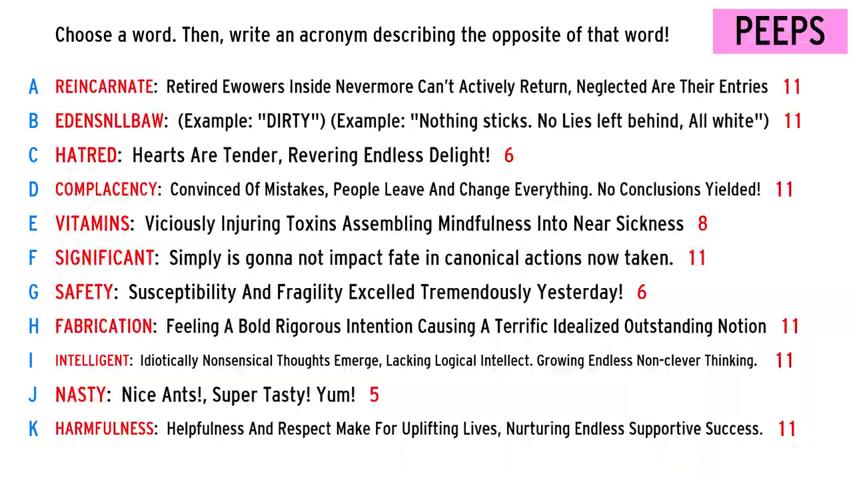 Choose a word. Then, write an acronym describing the opposite of that word!
PEEPS
A REINCARNATE: Retired Ewowers Inside Nevermore Can't Actively Return, Neglected Are Their Entries 11
B EDENSNLLBAW: (Example: "DIRTY") (Example: "Nothing sticks. No Lies left behind, All white") 11
C HATRED: Hearts Are Tender, Revering Endless Delight! 6
D COMPLACENCY: Convinced Of Mistakes, People Leave And Change Everything. No Conclusions Yielded! 11
E VITAMINS: Viciously Injuring Toxins Assembling Mindfulness Into Near Sickness 8
F SIGNIFICANT: Simply is gonna not impact fate in canonical actions now taken. 11
G SAFETY: Susceptibility And Fragility Excelled Tremendously Yesterday! 6
H FABRICATION: Feeling A Bold Rigorous Intention Causing A Terrific Idealized Outstanding Notion 11
I INTELLIGENT: Idiotically Nonsensical Thoughts Emerge, Lacking Logical Intellect. Growing Endless Non-clever Thinking. 11
J NASTY: Nice Ants!, Super Tasty! Yum! 5
K HARMFULNESS: Helpfulness And Respect Make For Uplifting Lives, Nurturing Endless Supportive Success. 11